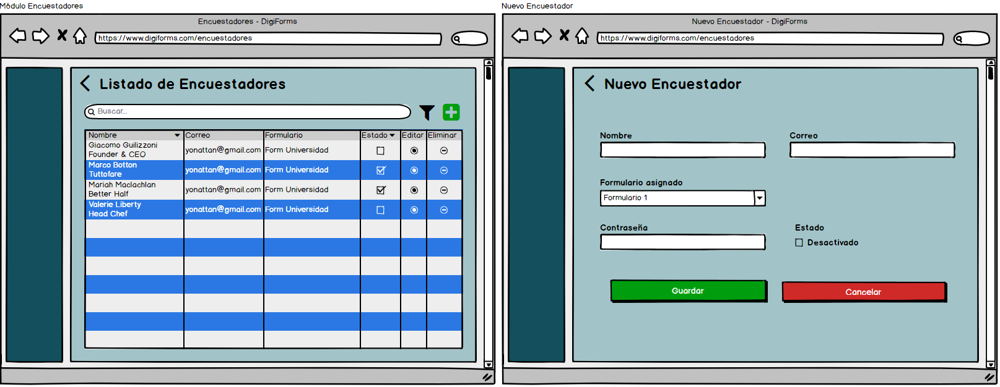 Módulo Encuestadores
Encuestadores - DigiForms
https://www.digiforms.com/encuestadores
Listado de Encuestadores
Buscar...
Nombre Correo Formulario Estado Editar Eliminar
Giacomo Guilizzoni
Founder & CEO
yonattan@gmail.com Form Universidad
Marco Botton
Tuttofare
yonattan@gmail.com Form Universidad
Mariah Maclachlan
Better Half
yonattan@gmail.com Form Universidad
Valerie Liberty
Head Chef
yonattan@gmail.com Form Universidad
Nuevo Encuestador
Nuevo Encuestador - DigiForms
https://www.digiforms.com/encuestadores
Nuevo Encuestador
Nombre Correo
Formulario asignado
Formulario 1
Contraseña Estado
Desactivado
Guardar Cancelar